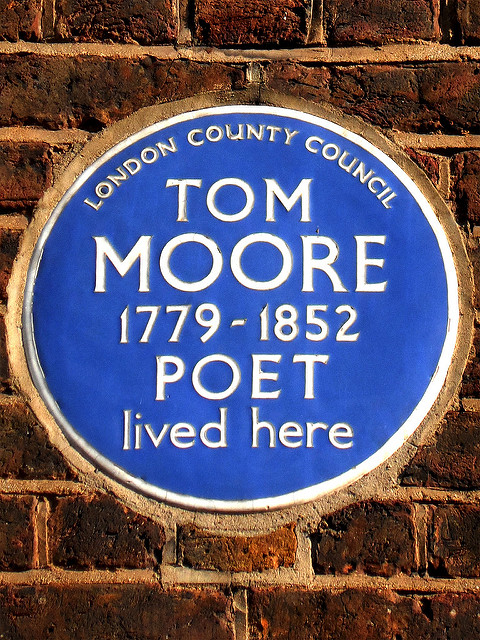 LONDON COUNTY COUNCIL
TOM
MOORE
1779-1852
POET
lived here